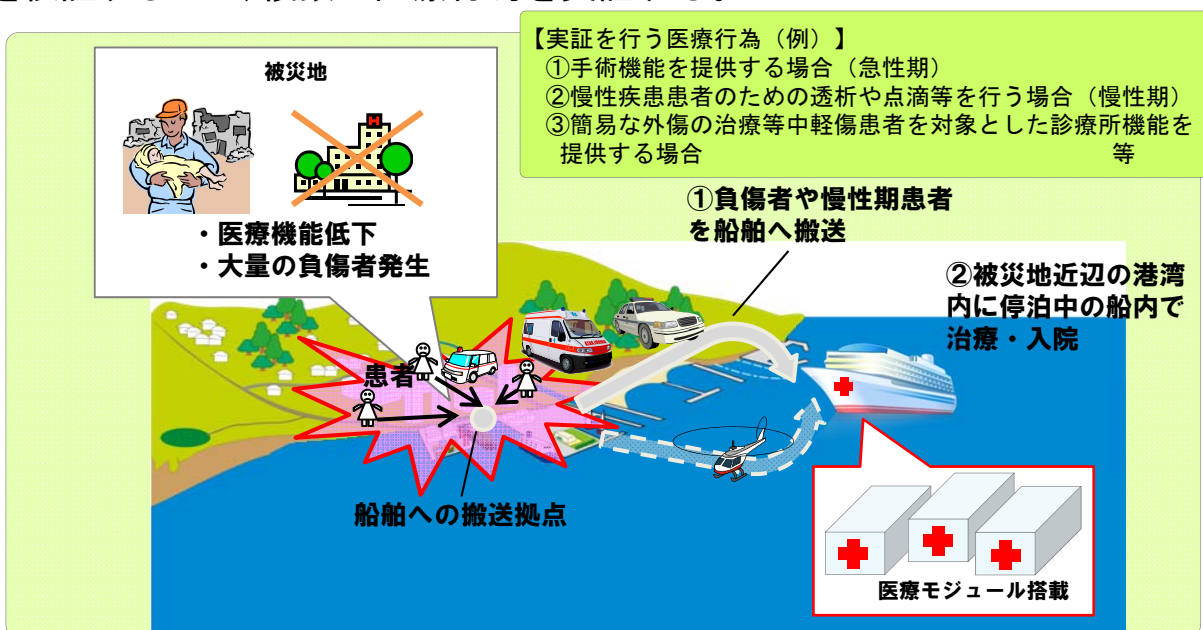 【実証を行う医療行為（例）】
①手術機能を提供する場合（急性期）
②慢性疾患患者のための透析や点滴等を行う場合（慢性期）
③簡易な外傷の治療等中軽傷患者を対象とした診療所機能を
提供する場合 等
被災地
H
・医療機能低下
・大量の負傷者発生
①負傷者や慢性期患者
を船舶へ搬送
②被災地近辺の港湾
内に停泊中の船内で
治療・入院
患者
船舶への搬送拠点
医療モジュール搭載